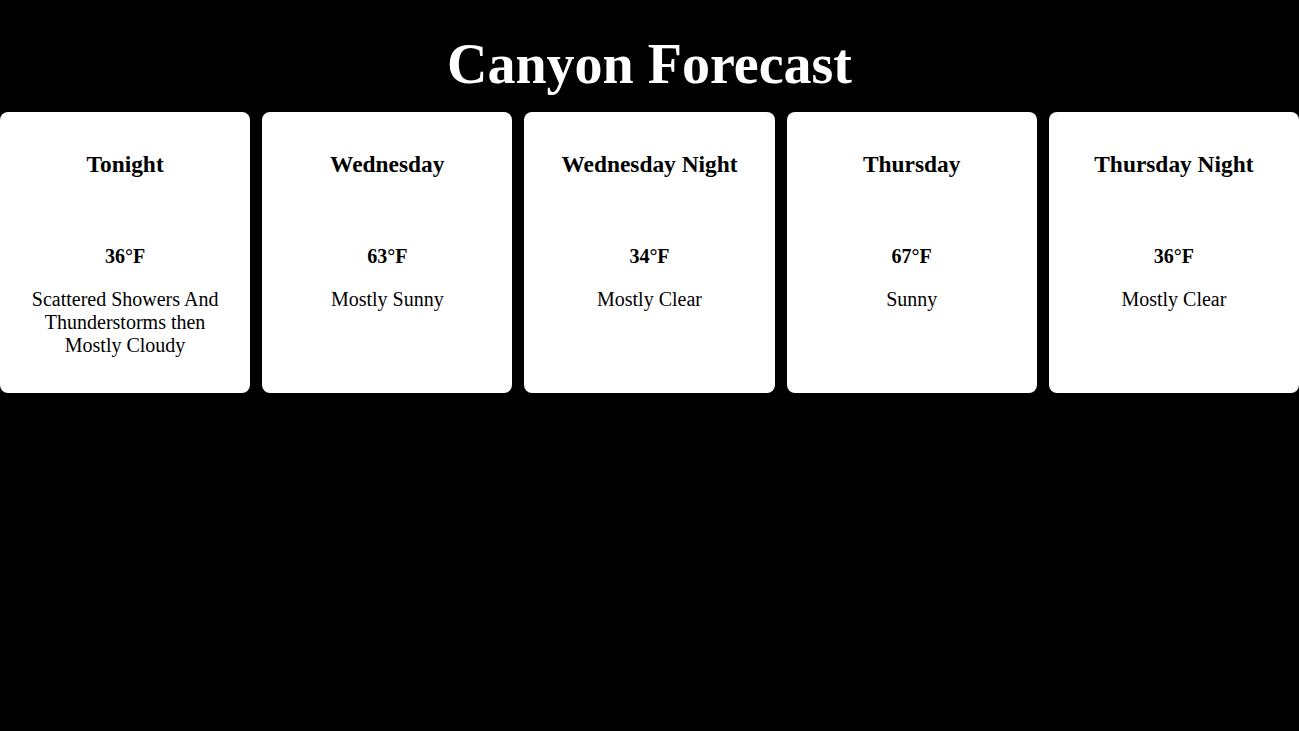 Canyon Forecast
Tonight
36°F
Scattered Showers And
Thunderstorms then
Mostly Cloudy
Wednesday
63°F
Mostly Sunny
Wednesday Night
34°F
Mostly Clear
Thursday
67°F
Sunny
Thursday Night
36°F
Mostly Clear